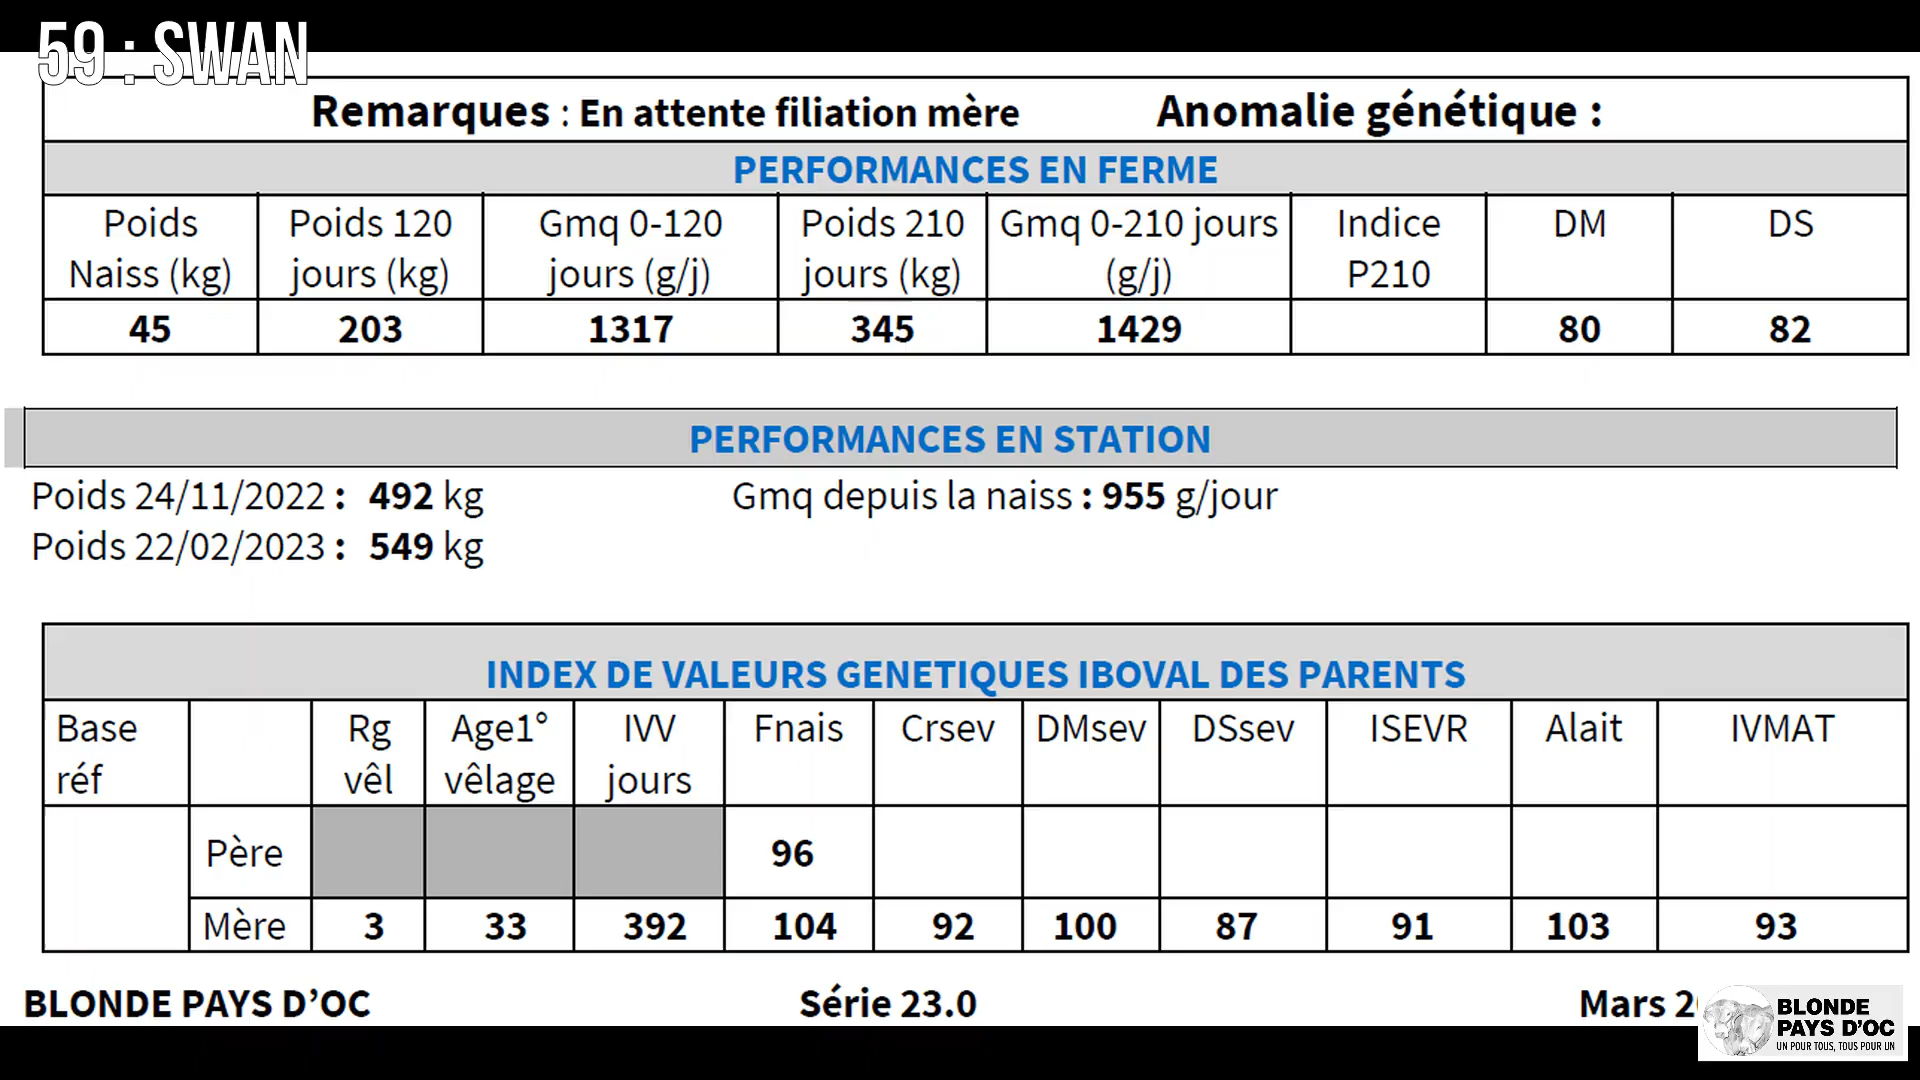 59 : SWAN
Remarques : En attente filiation mère Anomalie génétique :
PERFORMANCES EN FERME
Poids Naiss (kg) Poids 120 jours (kg) Gmq 0-120 jours (g/j) Poids 210 jours (kg) Gmq 0-210 jours (g/j) Indice P210 DM DS
45 203 1317 345 1429 80 82
PERFORMANCES EN STATION
Poids 24/11/2022 : 492 kg Gmq depuis la naiss : 955 g/jour
Poids 22/02/2023 : 549 kg
INDEX DE VALEURS GENETIQUES IBOVAL DES PARENTS
Base réf Rg vêl Age1° vêlage IVV jours Fnais Crsev DMsev DSsev ISEVR Alait IVMAT
Père 96
Mère 3 33 392 104 92 100 87 91 103 93
BLONDE PAYS D’OC Série 23.0 Mars
BLONDE
PAYS D'OC
UN POUR TOUS, TOUS POUR UN